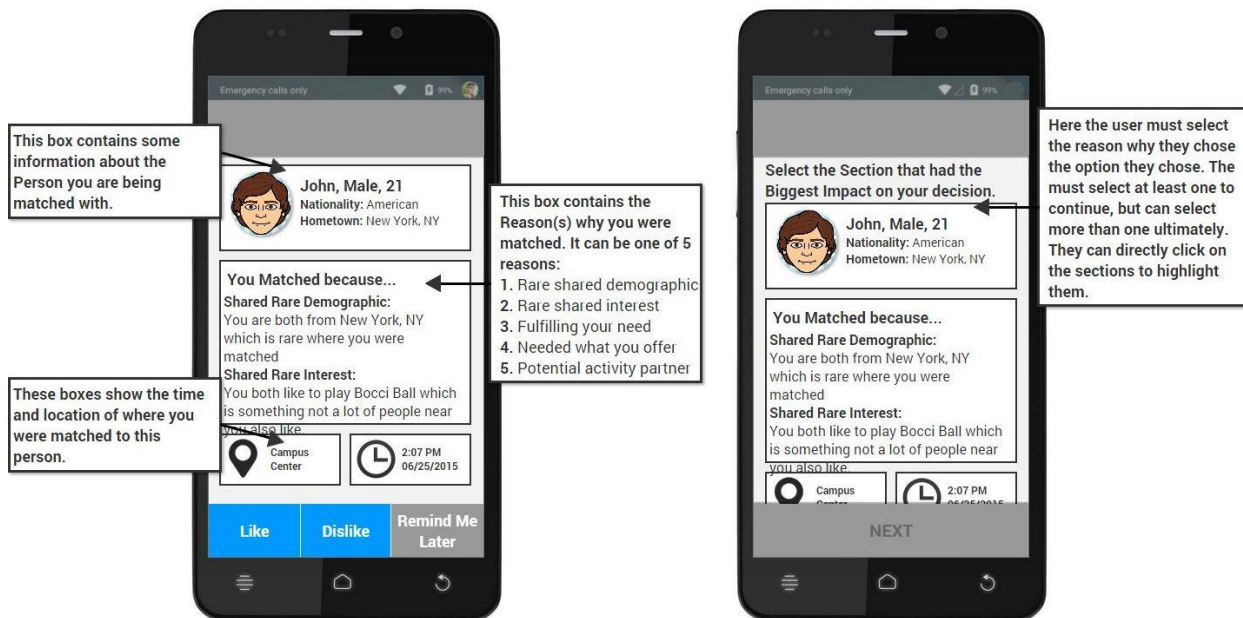 Emergency calls only
99%
This box contains some
information about the
Person you are being
matched with.
John, Male, 21
Nationality: American
Hometown: New York, NY
You Matched because...
Shared Rare Demographic:
You are both from New York, NY
which is rare where you were
matched
Shared Rare Interest:
You both like to play Bocci Ball which
is something not a lot of people near
you also like.
These boxes show the time
and location of where you
were matched to this
person.
Campus
Center
2:07 PM
06/25/2015
Like
Dislike
Remind Me
Later
This box contains the
Reason(s) why you were
matched. It can be one of 5
reasons:
1. Rare shared demographic
2. Rare shared interest
3. Fulfilling your need
4. Needed what you offer
5. Potential activity partner
Emergency calls only
99%
Select the Section that had the
Biggest Impact on your decision.
John, Male, 21
Nationality: American
Hometown: New York, NY
You Matched because...
Shared Rare Demographic:
You are both from New York, NY
which is rare where you were
matched
Shared Rare Interest:
You both like to play Bocci Ball which
is something not a lot of people near
you also like.
Campus
Center
2:07 PM
06/25/2015
NEXT
Here the user must select
the reason why they chose
the option they chose. The
must select at least one to
continue, but can select
more than one ultimately.
They can directly click on
the sections to highlight
them.